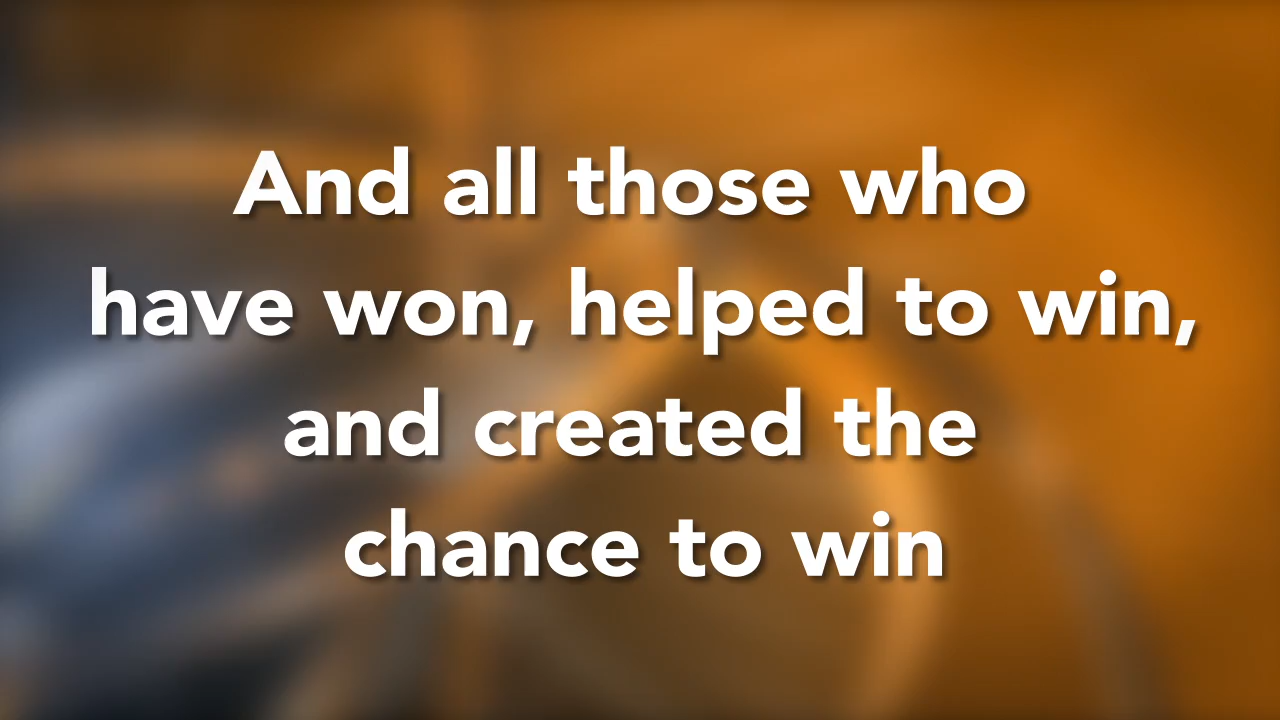 And all those who
have won, helped to win,
and created the
chance to win